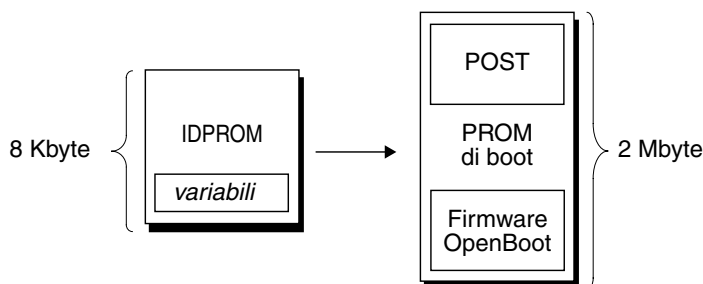 8 Kbyte
IDPROM
variabili
POST
PROM
di boot
Firmware
OpenBoot
2 Mbyte